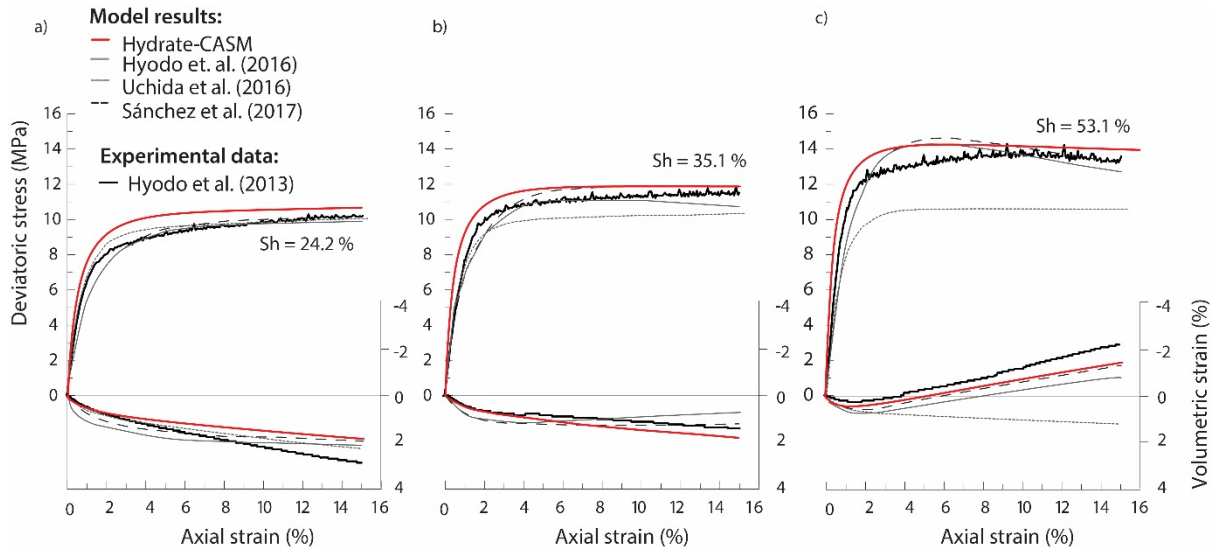 a)
Model results:
Hydrate-CASM
Hyodo et. al. (2016)
Uchida et al. (2016)
Sánchez et al. (2017)
Experimental data:
Hyodo et al. (2013)
b)
c)
Deviatoric stress (MPa)
16
14
12
10
8
6
4
2
0
Sh = 24.2 %
-4
-2
0
2
4
0 2 4 6 8 10 12 14 16
Axial strain (%)
16
14
12
10
8
6
4
2
0
Sh = 35.1 %
-4
-2
0
2
4
0 2 4 6 8 10 12 14 16
Axial strain (%)
16
14
12
10
8
6
4
2
0
Sh = 53.1 %
-4
-2
0
2
4
0 2 4 6 8 10 12 14 16
Axial strain (%)
Volumetric strain (%)